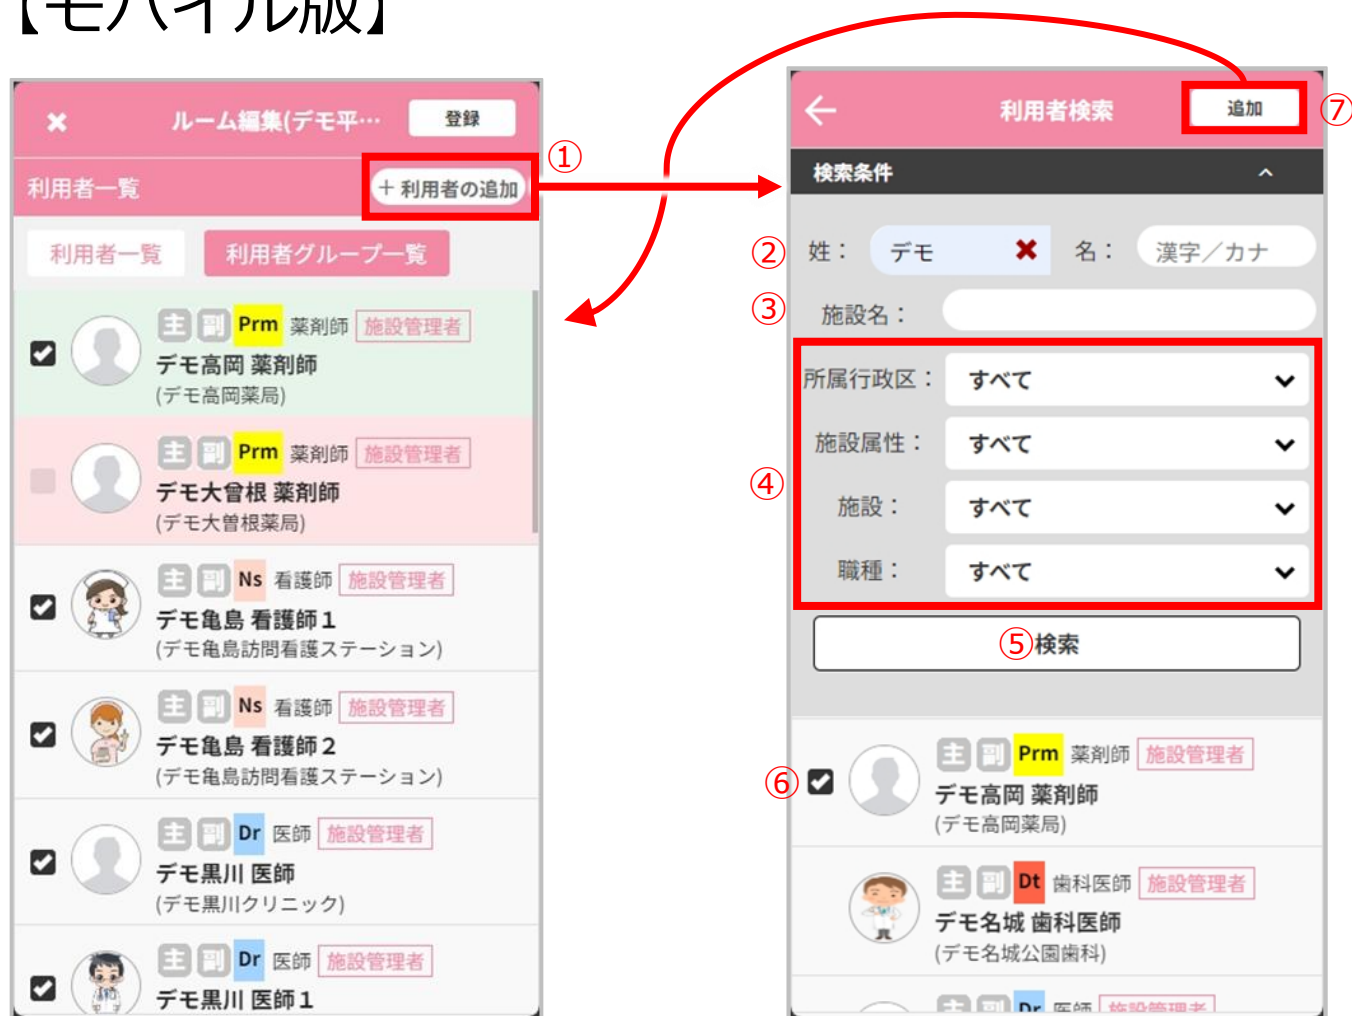 【モバイル版】
ルーム編集(デモ平…
登録
利用者一覧
＋利用者の追加
①
利用者一覧
利用者グループ一覧
主 副 Prm 薬剤師 施設管理者
デモ高岡 薬剤師
(デモ高岡薬局)
主 副 Prm 薬剤師 施設管理者
デモ大曾根 薬剤師
(デモ大曽根薬局)
主 副 Ns 看護師 施設管理者
デモ亀島 看護師１
(デモ亀島訪問看護ステーション)
主 副 Ns 看護師 施設管理者
デモ亀島 看護師２
(デモ亀島訪問看護ステーション)
主 副 Dr 医師 施設管理者
デモ黒川 医師
(デモ黒川クリニック)
主 副 Dr 医師 施設管理者
デモ黒川 医師１
利用者検索
追加
⑦
検索条件
② 姓： デモ 名： 漢字／カナ
③ 施設名：
④
所属行政区： すべて
施設属性： すべて
施設： すべて
職種： すべて
⑤検索
⑥
主 副 Prm 薬剤師 施設管理者
デモ高岡 薬剤師
(デモ高岡薬局)
主 副 Dt 歯科医師 施設管理者
デモ名城 歯科医師
(デモ名城公園歯科)
主 副 Dr 医師 施設管理者